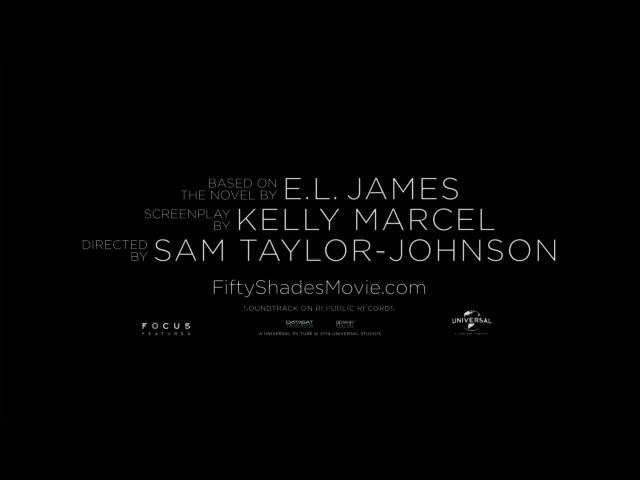 BASED ON
THE NOVEL BY E.L. JAMES
SCREENPLAY
BY KELLY MARCEL
DIRECTED
BY SAM TAYLOR-JOHNSON
FiftyShadesMovie.com
SOUNDTRACK ON REPUBLIC RECORDS
FOCUS
FEATURES
DATASAT
UNIVERSAL
A UNIVERSAL PICTURE © 2014 UNIVERSAL STUDIOS